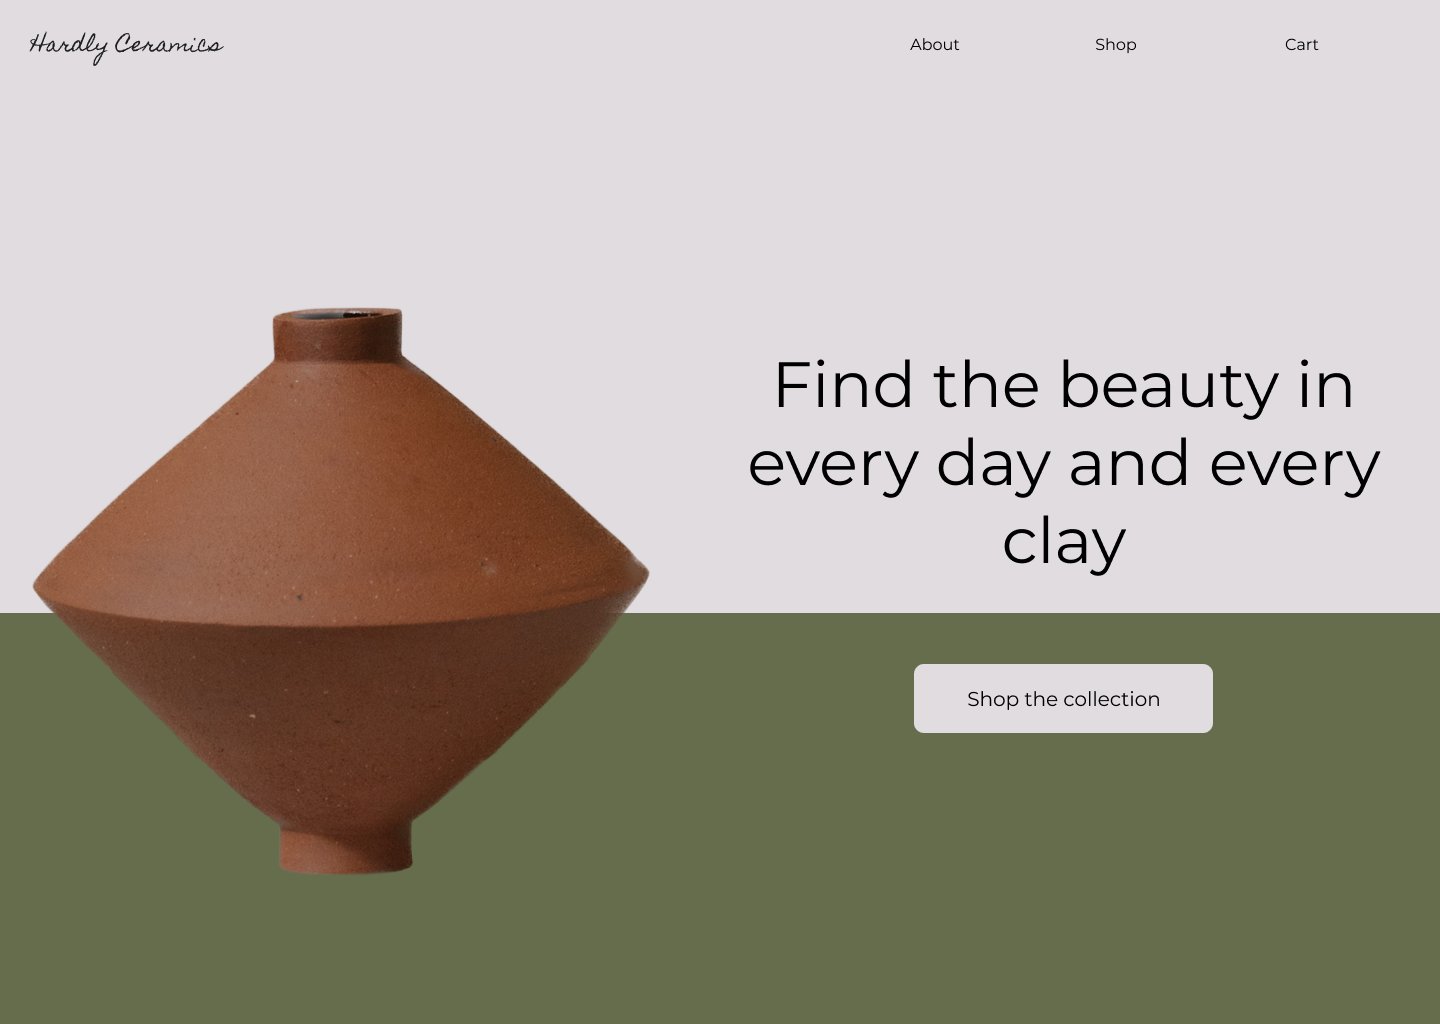 Hardly Ceramics
About
Shop
Cart
Find the beauty in
every day and every
clay
Shop the collection